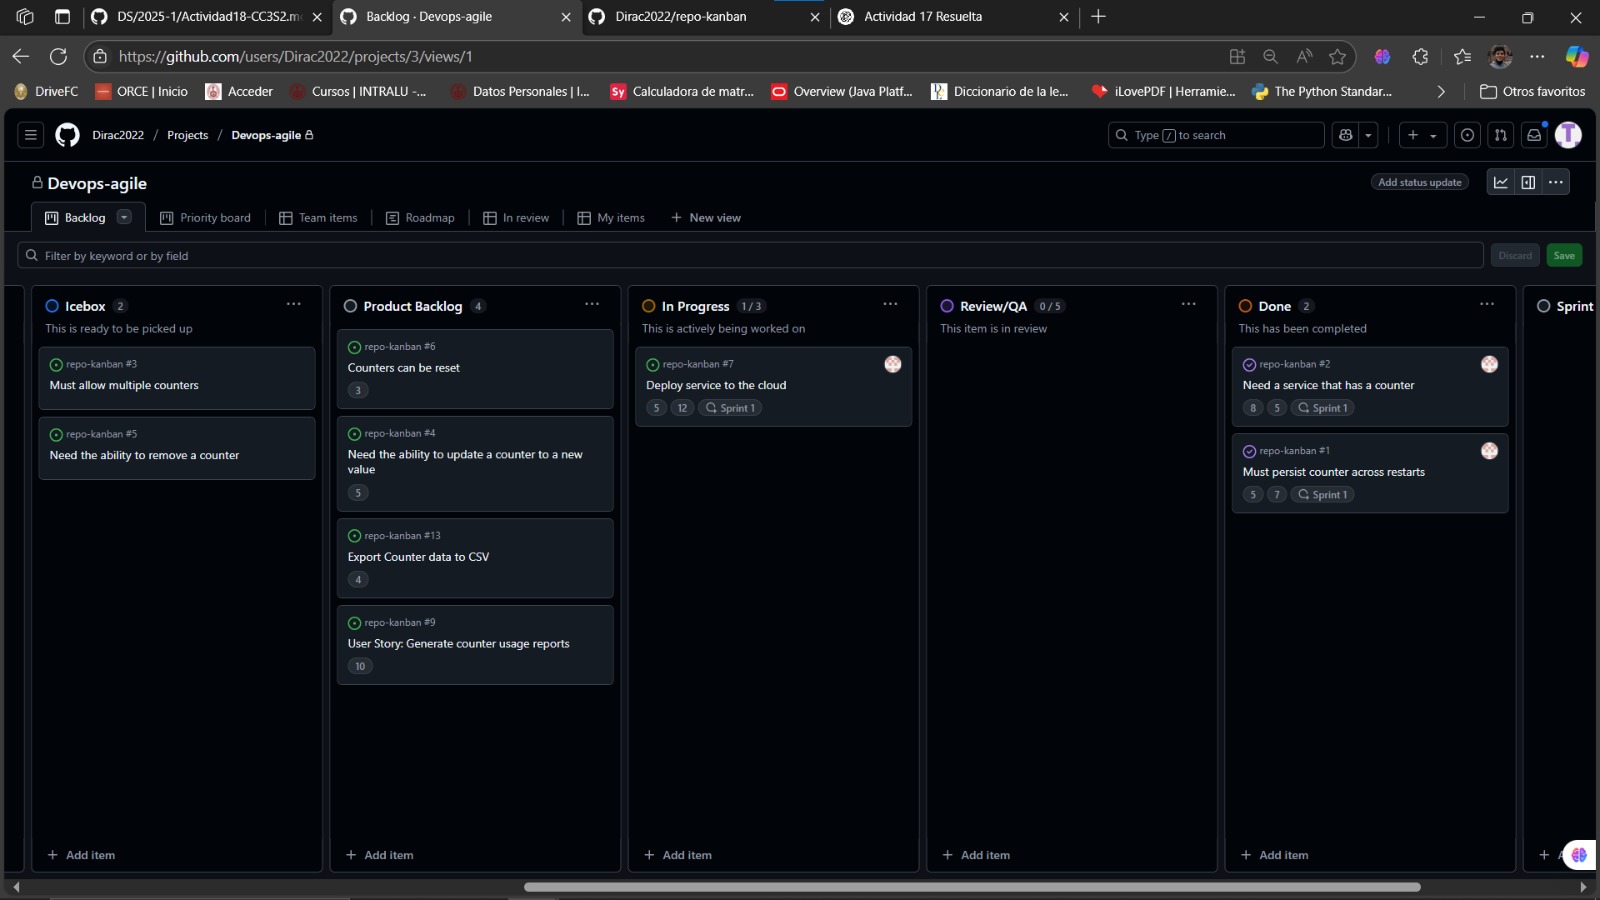 DS/2025-1/Actividad18-CC3S2.m
Backlog · Devops-agile
Dirac2022/repo-kanban
Actividad 17 Resuelta
https://github.com/users/Dirac2022/projects/3/views/1
DriveFC
ORCE | Inicio
Acceder
Cursos | INTRALU -...
Datos Personales | I...
Sy
Calculadora de matr...
Overview (Java Platf...
Diccionario de la le...
iLovePDF | Herramie...
The Python Standar...
Otros favoritos
Dirac2022 / Projects / Devops-agile
Type / to search
Devops-agile
Add status update
Backlog
Priority board
Team items
Roadmap
In review
My items
New view
Filter by keyword or by field
Discard
Save
Icebox 2
This is ready to be picked up
repo-kanban #3
Must allow multiple counters
repo-kanban #5
Need the ability to remove a counter
Add item
Product Backlog 4
repo-kanban #6
Counters can be reset
3
repo-kanban #4
Need the ability to update a counter to a new
value
5
repo-kanban #13
Export Counter data to CSV
4
repo-kanban #9
User Story: Generate counter usage reports
10
Add item
In Progress 1 / 3
This is actively being worked on
repo-kanban #7
Deploy service to the cloud
5 12 Sprint 1
Add item
Review/QA 0 / 5
This item is in review
Add item
Done 2
This has been completed
repo-kanban #2
Need a service that has a counter
8 5 Sprint 1
repo-kanban #1
Must persist counter across restarts
5 7 Sprint 1
Add item
Sprint